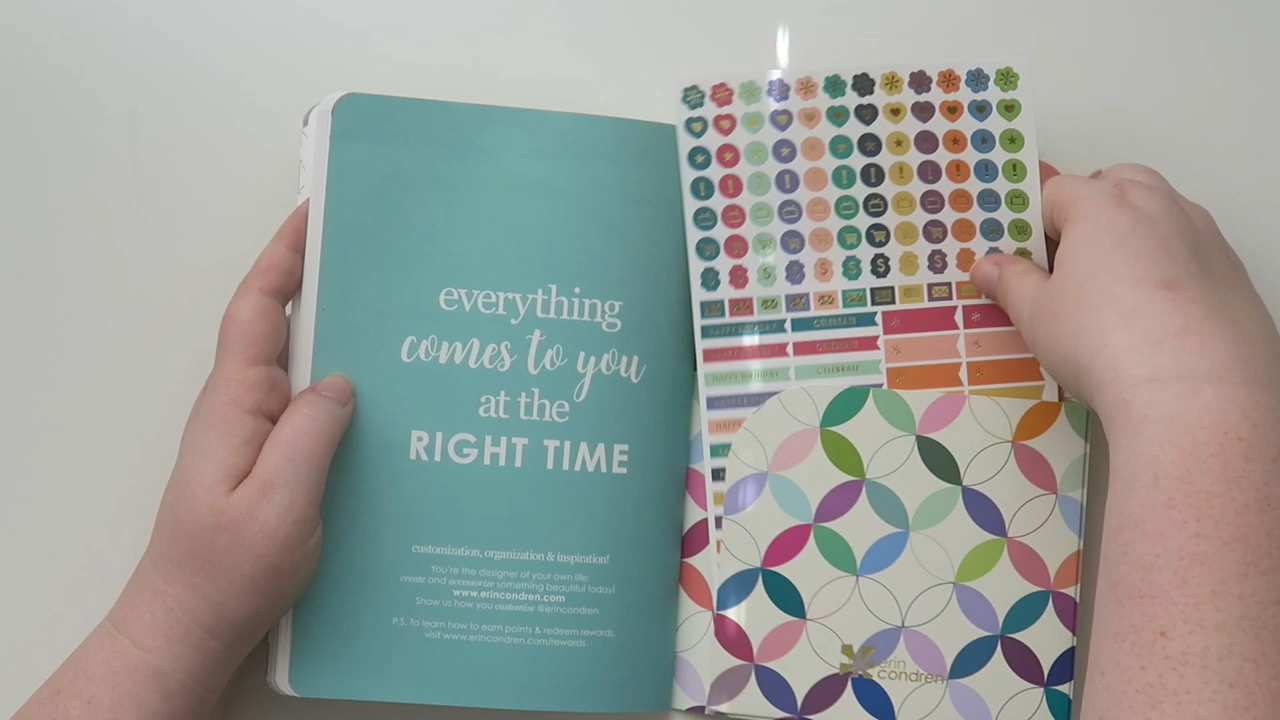 everything
comes to you
at the
RIGHT TIME
customization, organization & inspiration!
You're the designer of your own life:
create and accessorize something beautiful today!
www.erincondren.com
Show us how you customize @erincondren
P.S. To learn how to earn points & redeem rewards,
visit www.erincondren.com/rewards
HAPPY BIRTHDAY CELEBRATE
CELEBRATE
HAPPY BIRTHDAY CELEBRATE
erin
condren